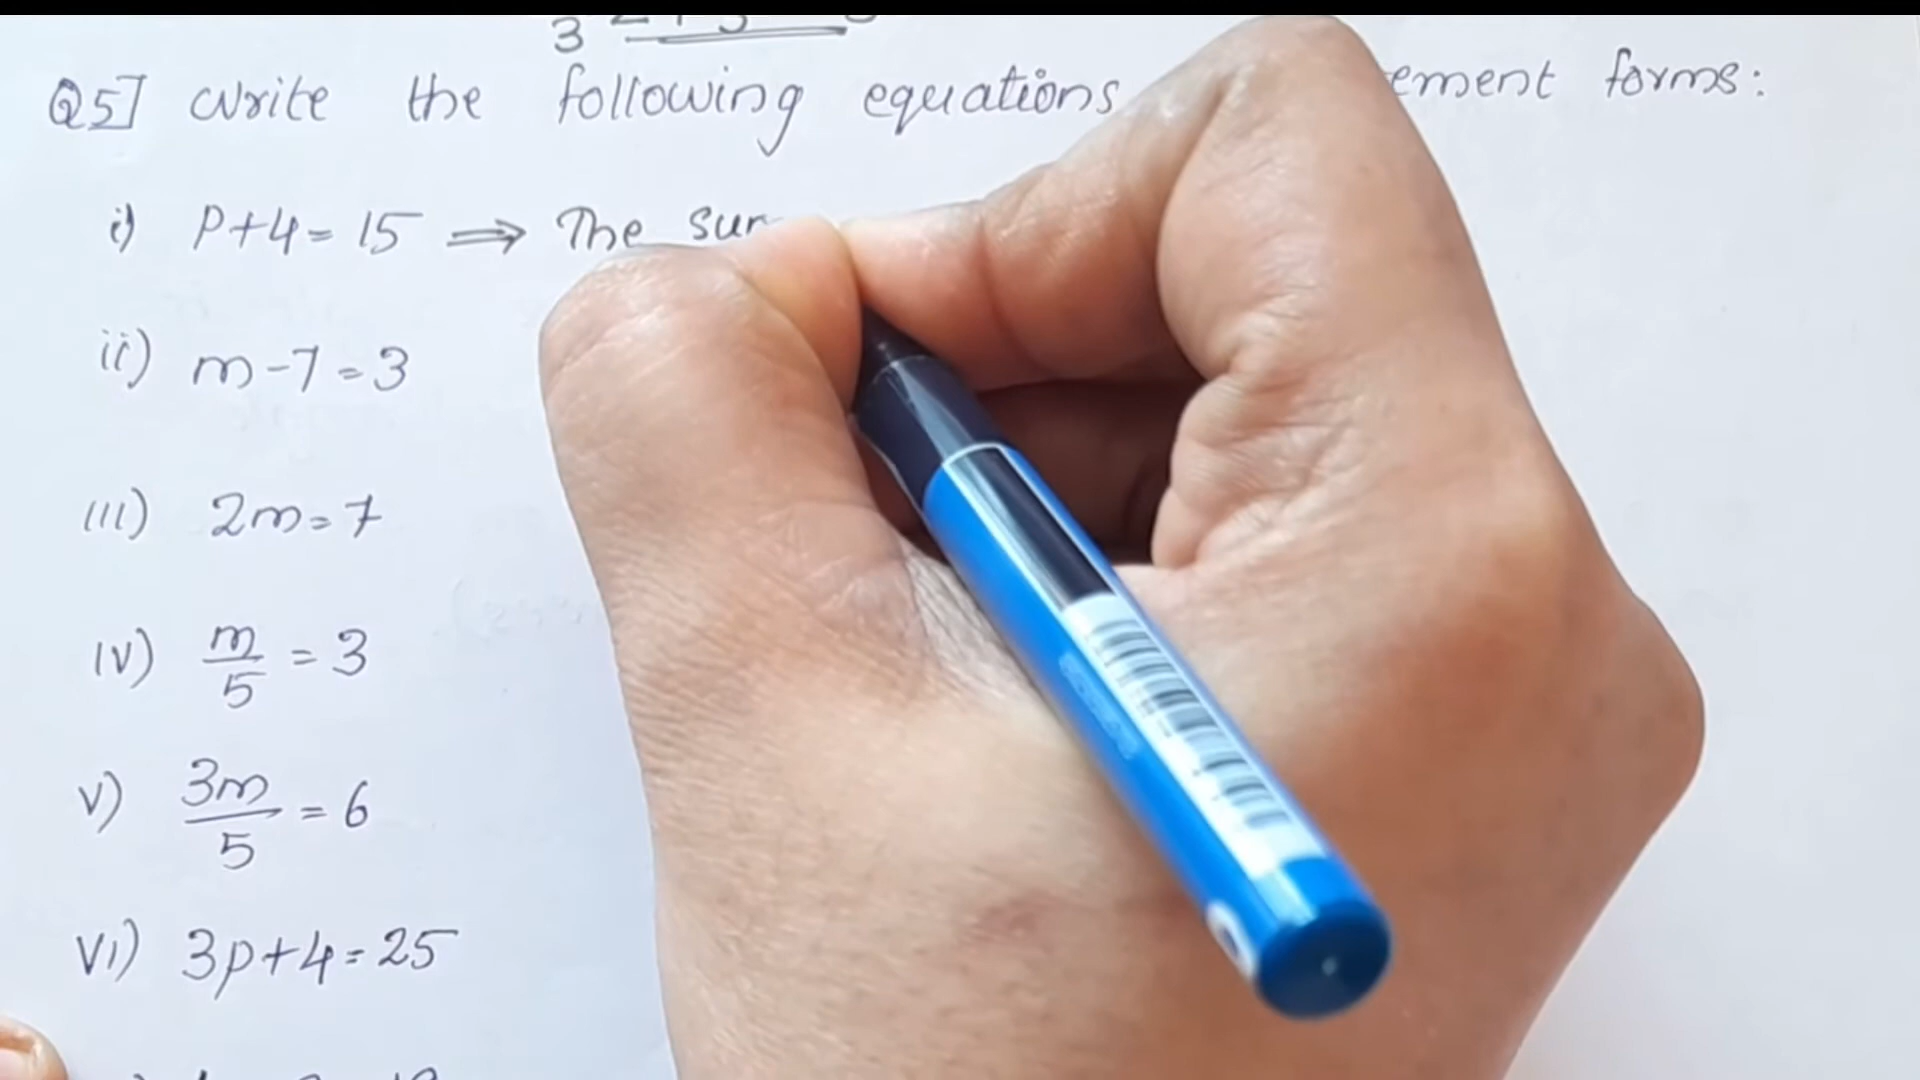 3
Q5] Write the following equations ement forms:
i) p+4=15 ⇒ The
ii) m-7=3
iii) 2m=7
iv) m/5 = 3
v) 3m/5 = 6
vi) 3p+4=25